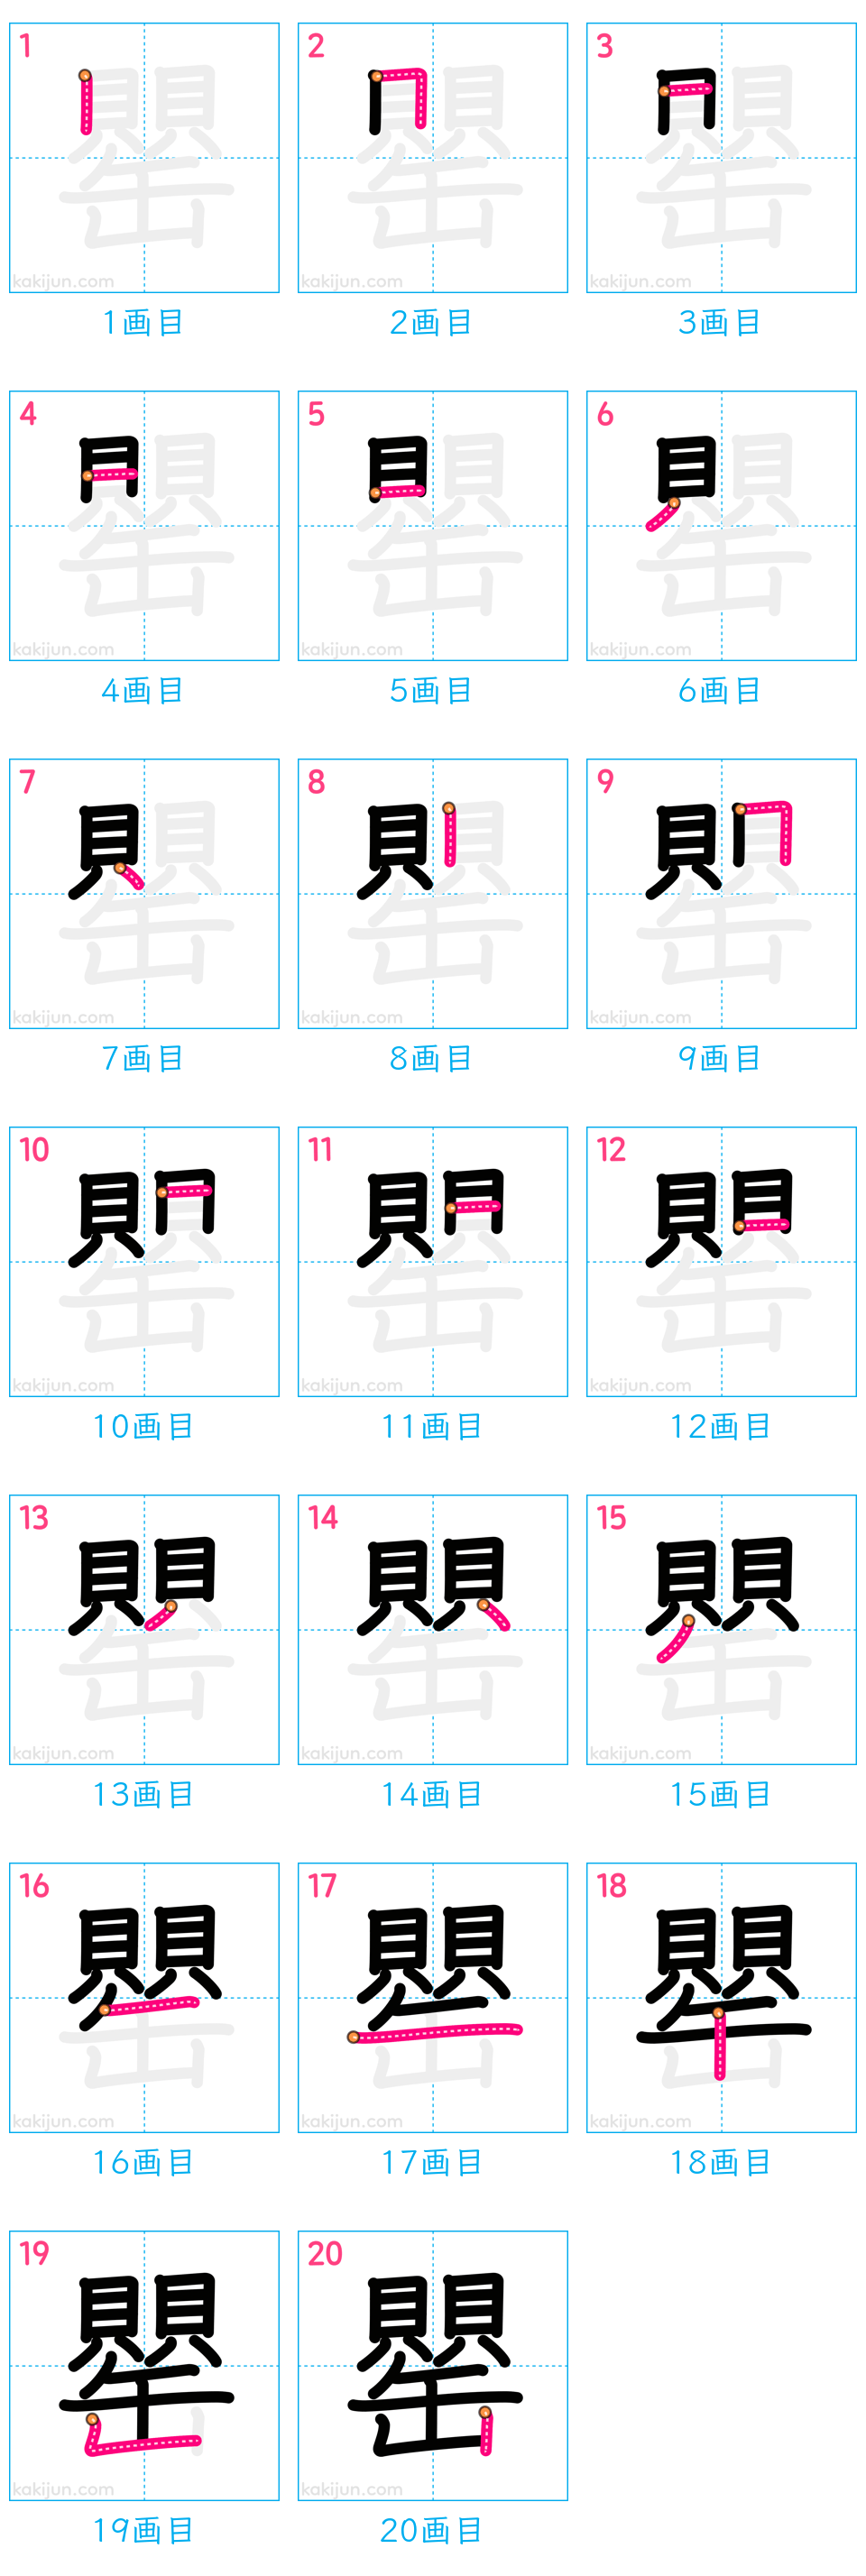 1 2 3
kakijun.com kakijun.com kakijun.com
1画目 2画目 3画目
4 5 6
kakijun.com kakijun.com kakijun.com
4画目 5画目 6画目
7 8 9
kakijun.com kakijun.com kakijun.com
7画目 8画目 9画目
10 11 12
kakijun.com kakijun.com kakijun.com
10画目 11画目 12画目
13 14 15
kakijun.com kakijun.com kakijun.com
13画目 14画目 15画目
16 17 18
kakijun.com kakijun.com kakijun.com
16画目 17画目 18画目
19 20
罌 罌
kakijun.com kakijun.com
19画目 20画目